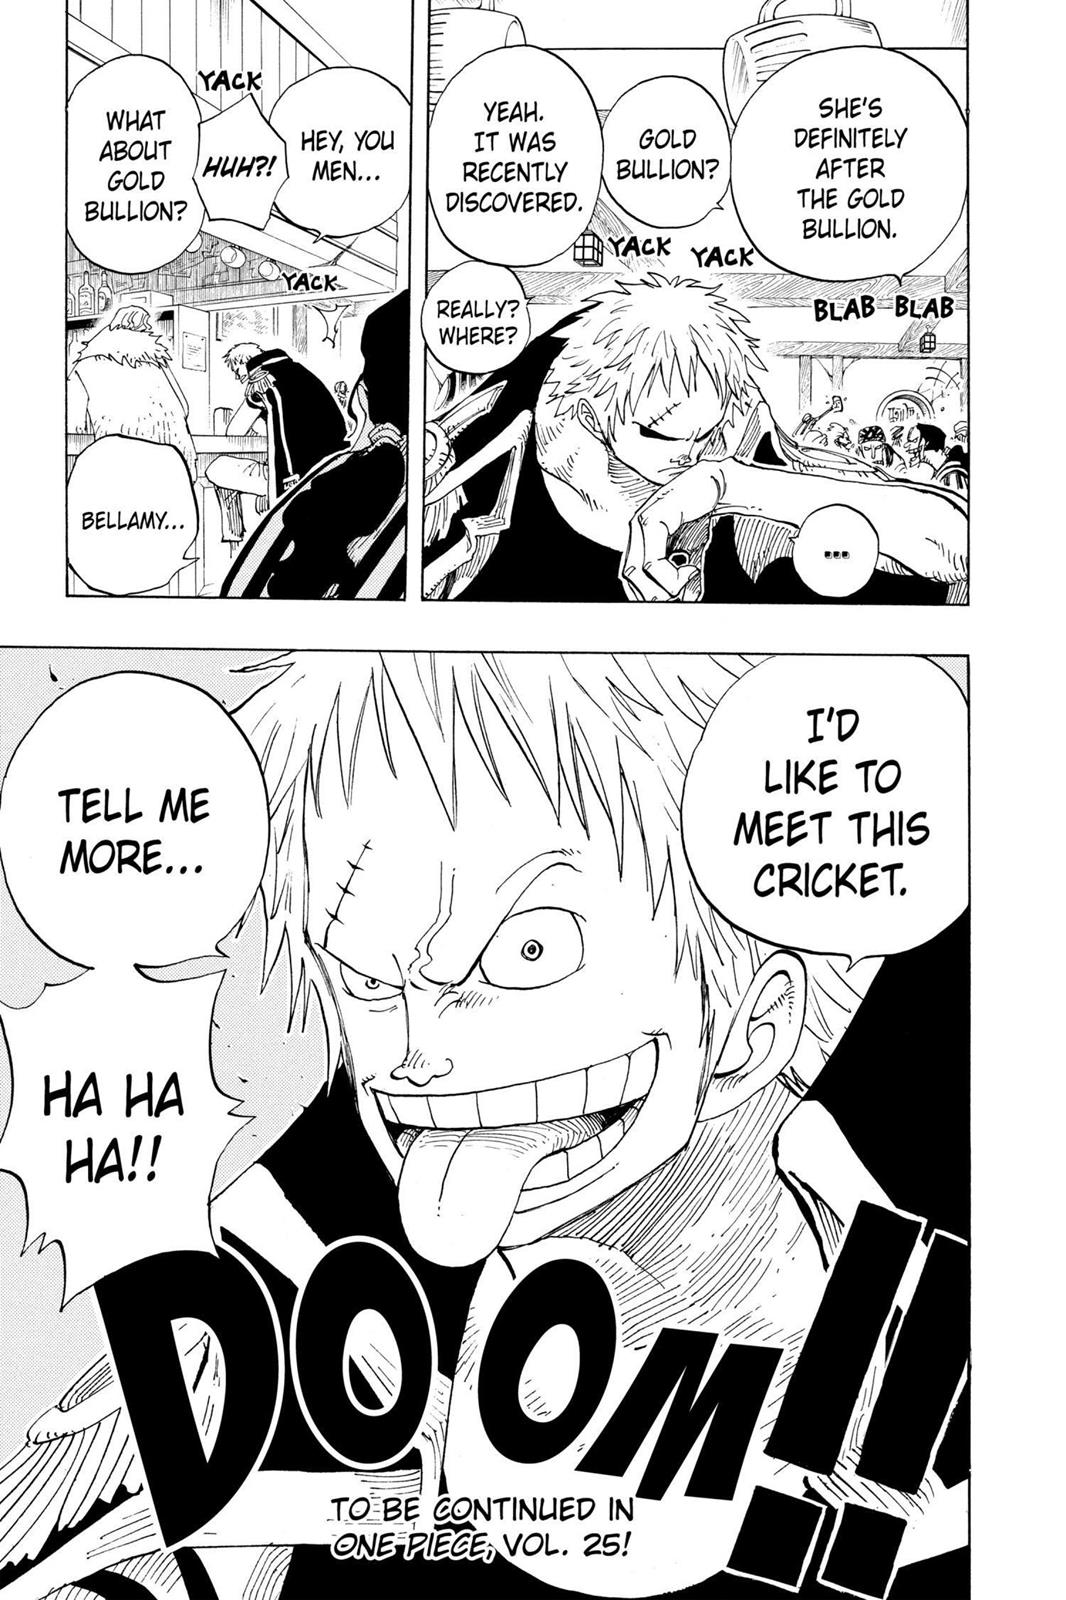 SHE'S
DEFINITELY
AFTER
THE GOLD
BULLION.
BLAB BLAB
GOLD
BULLION?
YACK
YACK
YEAH.
IT WAS
RECENTLY
DISCOVERED.
REALLY?
WHERE?
...
HEY, YOU
MEN...
YACK
HUH?!
WHAT
ABOUT
GOLD
BULLION?
YACK
BELLAMY...
I'D
LIKE TO
MEET THIS
CRICKET.
TELL ME
MORE...
HA HA
HA!!
DOOM!!
TO BE CONTINUED IN
ONE PIECE, VOL. 25!